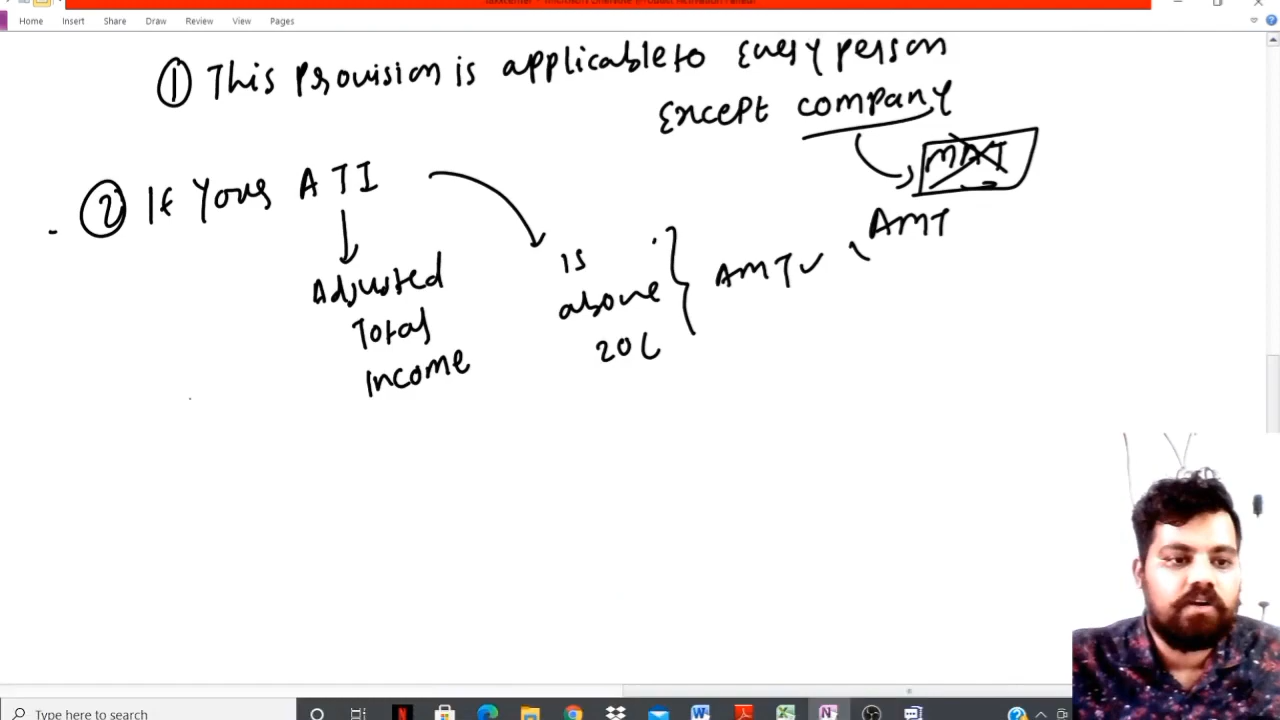 Home Insert Share Draw Review View Pages
① This Provision is applicable to Every person
Except company
MAT
AMT
② If Your ATI
Adjusted
Total
Income
is
above
20L
AMT
Type here to search